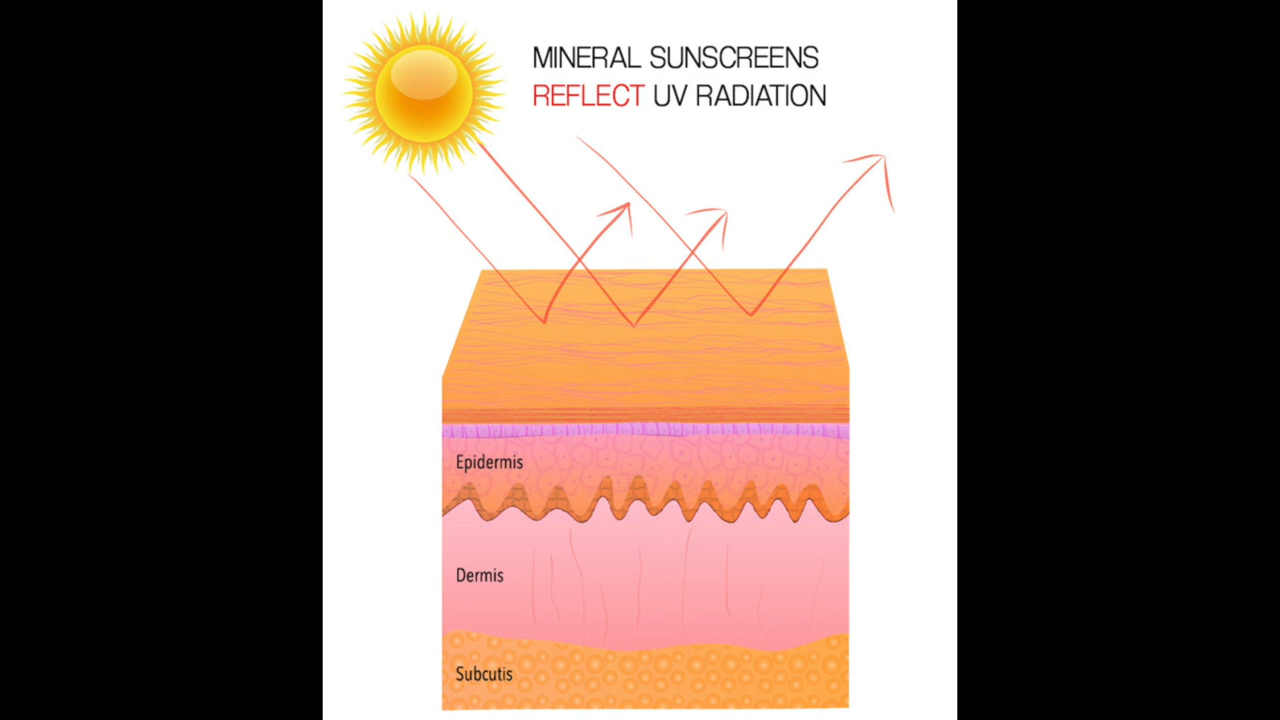 MINERAL SUNSCREENS
REFLECT UV RADIATION
Epidermis
Dermis
Subcutis